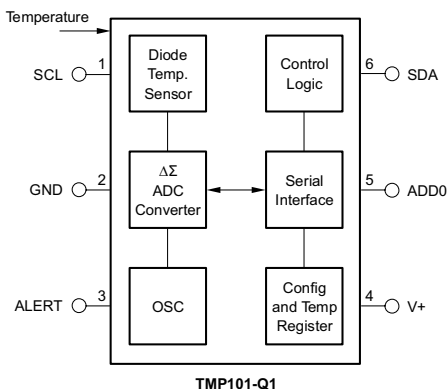 Temperature
SCL
1
Diode
Temp.
Sensor
Control
Logic
6
SDA
GND
2
ΔΣ
ADC
Converter
Serial
Interface
5
ADD0
ALERT
3
OSC
Config
and Temp
Register
4
V+
TMP101-Q1